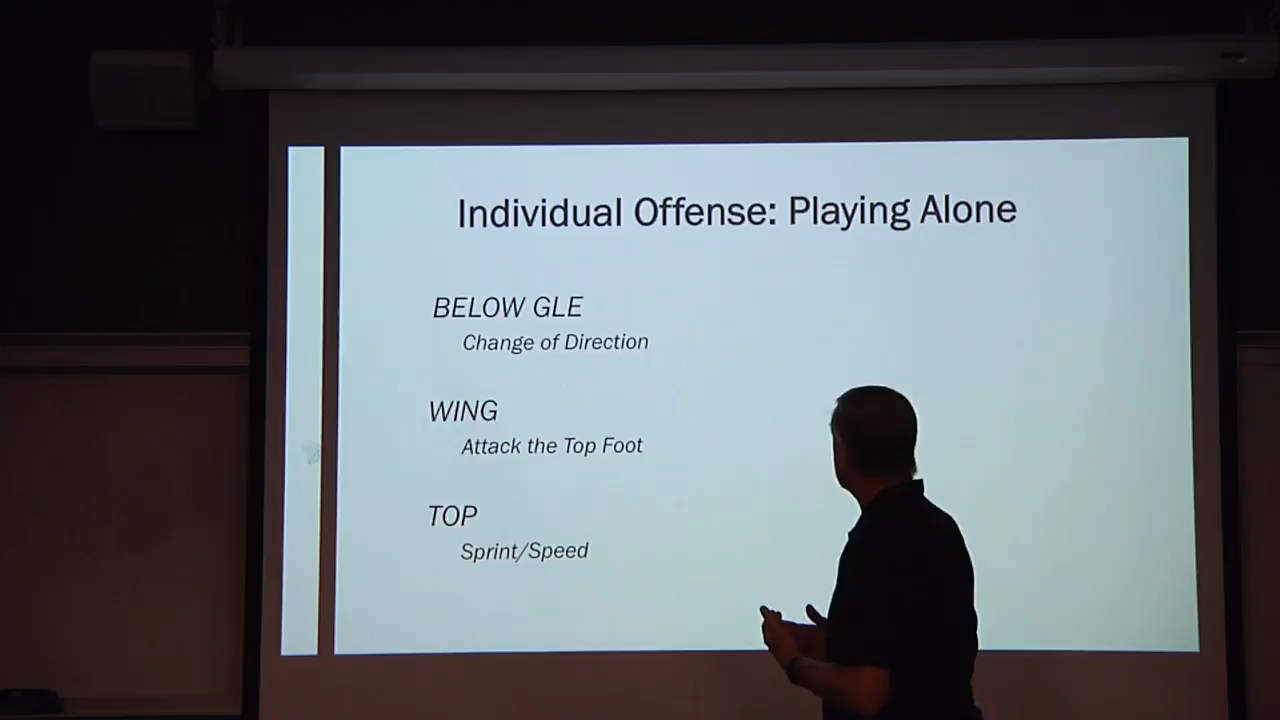 Individual Offense: Playing Alone
BELOW GLE
Change of Direction
WING
Attack the Top Foot
TOP
Sprint/Speed